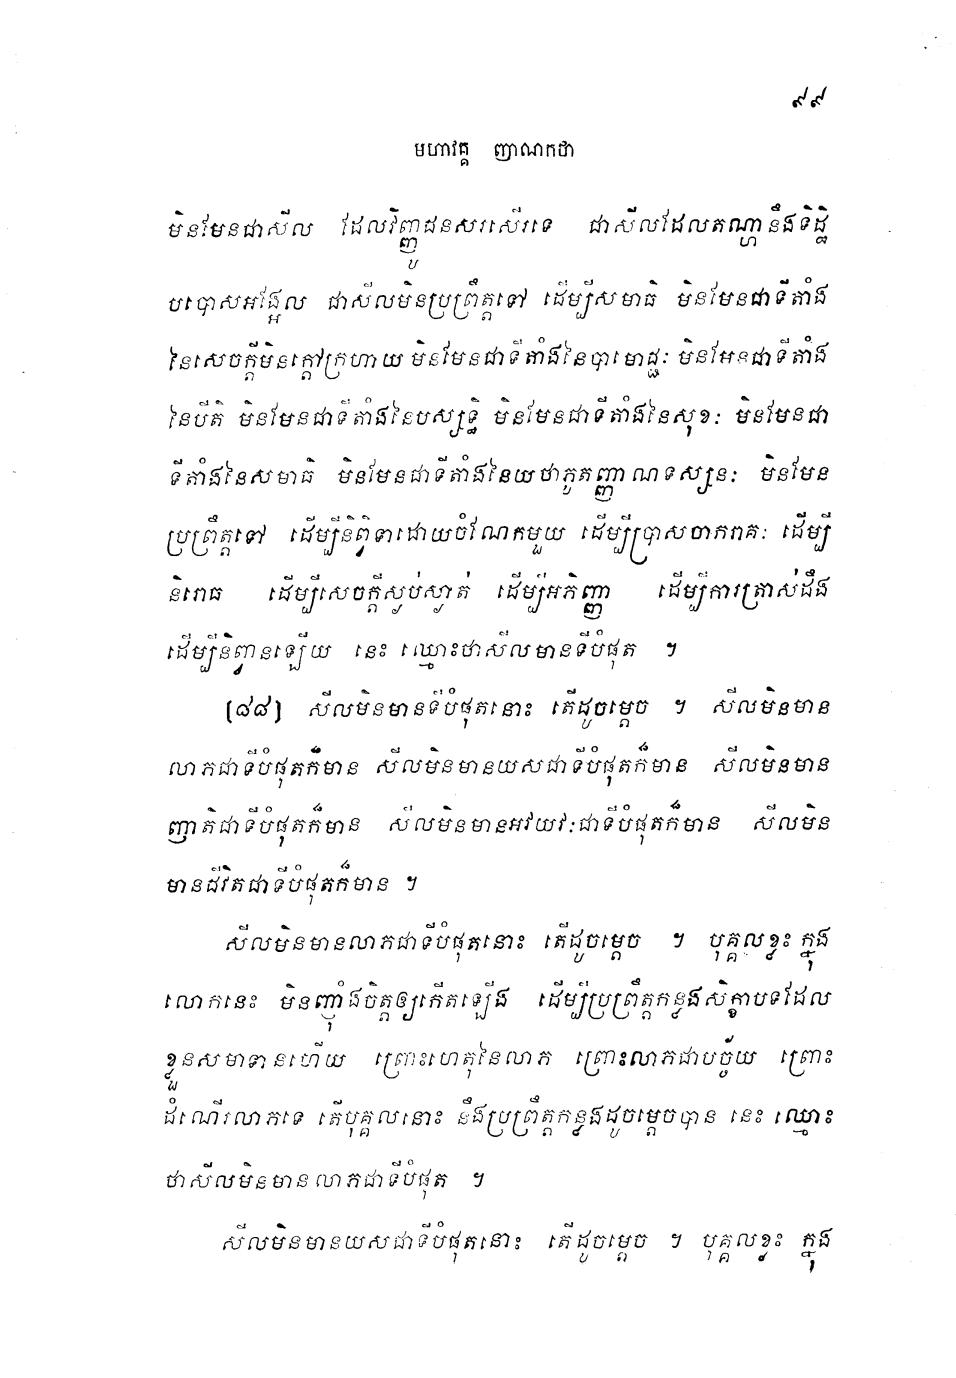 ៩៩
មហាវគ្គ ញាណកថា
មិនមែនជាសីល ដែលវិញ្ញូជនសរសើរទេ ជាសីលដែលតណ្ហានឹងទិដ្ឋិ
បបោសអង្អែល ជាសីលមិនប្រព្រឹត្តទៅ ដើម្បីសមាធិ មិនមែនជាទីតាំង
នៃសេចក្តីមិនក្តៅក្រហាយ មិនមែនជាទីតាំងនៃបាមោជ្ជៈ មិនមែនជាទីតាំង
នៃបីតិ មិនមែនជាទីតាំងនៃបស្សទ្ធិ មិនមែនជាទីតាំងនៃសុខៈ មិនមែនជា
ទីតាំងនៃសមាធិ មិនមែនជាទីតាំងនៃយថាភូតញ្ញាណទស្សនៈ មិនមែន
ប្រព្រឹត្តទៅ ដើម្បីនិព្វិទាដោយចំណែកមួយ ដើម្បីប្រាសចាករាគៈ ដើម្បី
និរោធ ដើម្បីសេចក្តីស្ងប់ស្ងាត់ ដើម្បីអភិញ្ញា ដើម្បីការត្រាស់ដឹង
ដើម្បីនិព្វានឡើយ នេះ ឈ្មោះថាសីលមានទីបំផុត ។
(៨៨) សីលមិនមានទីបំផុតនោះ តើដូចម្តេច ។ សីលមិនមាន
លាភជាទីបំផុតក៏មាន សីលមិនមានយសជាទីបំផុតក៏មាន សីលមិនមាន
ញាតិជាទីបំផុតក៏មាន សីលមិនមានអវយវៈជាទីបំផុតក៏មាន សីលមិន
មានជីវិតជាទីបំផុតក៏មាន ។
សីលមិនមានលាភជាទីបំផុតនោះ តើដូចម្តេច ។ បុគ្គលខ្លះ ក្នុង
លោកនេះ មិនញ៉ាំងចិត្តឲ្យកើតឡើង ដើម្បីប្រព្រឹត្តកន្លងសិក្ខាបទដែល
ខ្លួនសមាទានហើយ ព្រោះហេតុនៃលាភ ព្រោះលាភជាបច្ច័យ ព្រោះ
ដំណើរលាភទេ តើបុគ្គលនោះ នឹងប្រព្រឹត្តកន្លងដូចម្តេចបាន នេះ ឈ្មោះ
ថាសីលមិនមានលាភជាទីបំផុត ។
សីលមិនមានយសជាទីបំផុតនោះ តើដូចម្តេច ។ បុគ្គលខ្លះ ក្នុង